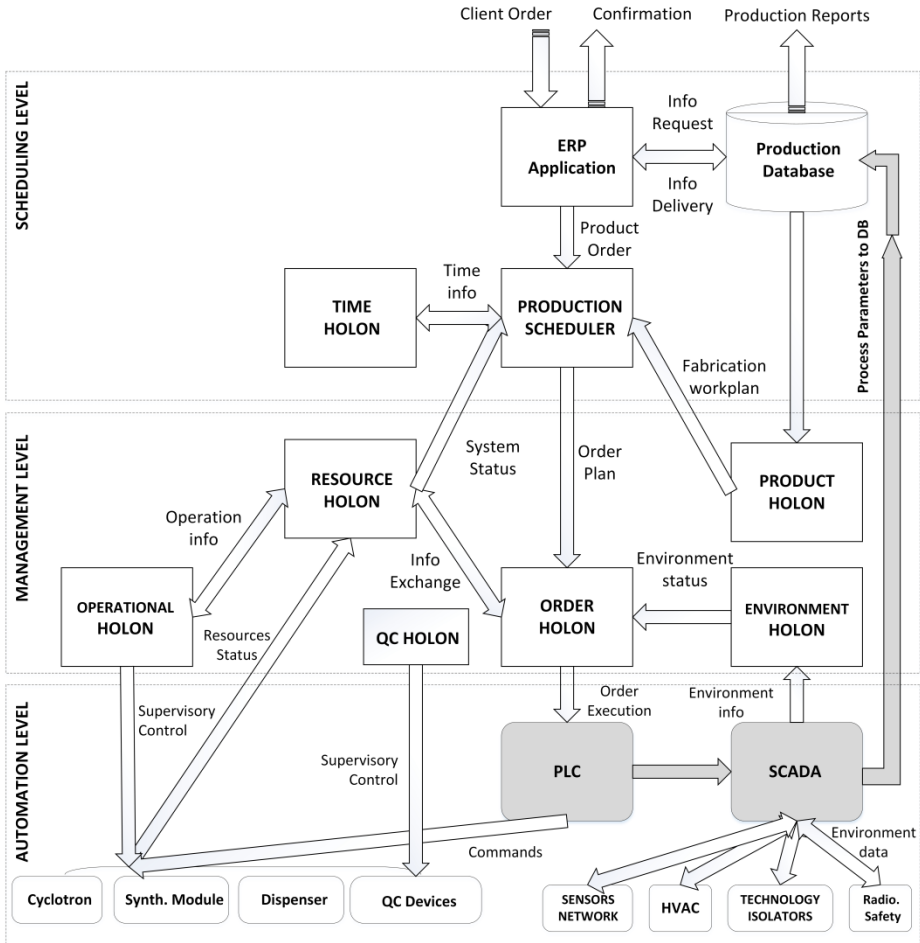 Client Order
Confirmation
Production Reports
SCHEDULING LEVEL
ERP
Application
Info
Request
Info
Delivery
Production
Database
Product
Order
Process Parameters to DB
TIME
HOLON
Time
info
PRODUCTION
SCHEDULER
Fabrication
workplan
MANAGEMENT LEVEL
RESOURCE
HOLON
System
Status
Order
Plan
PRODUCT
HOLON
Operation
info
Info
Exchange
Environment
status
OPERATIONAL
HOLON
Resources
Status
QC HOLON
ORDER
HOLON
ENVIRONMENT
HOLON
AUTOMATION LEVEL
Supervisory
Control
Supervisory
Control
Order
Execution
Environment
info
PLC
SCADA
Commands
Environment
data
Cyclotron
Synth. Module
Dispenser
QC Devices
SENSORS
NETWORK
HVAC
TECHNOLOGY
ISOLATORS
Radio.
Safety